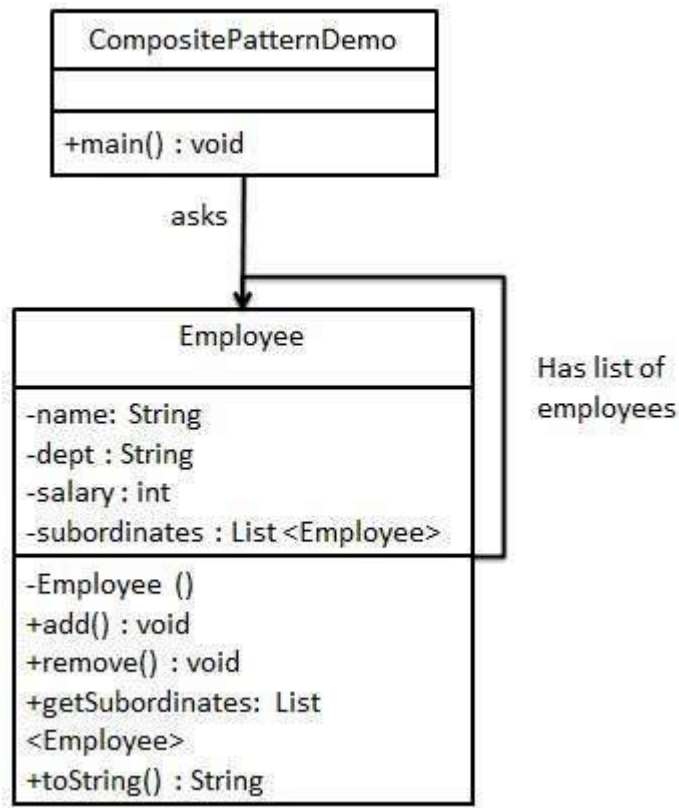 CompositePatternDemo
+main() : void
asks
Employee
Has list of
employees
-name: String
-dept : String
-salary : int
-subordinates : List <Employee>
-Employee ()
+add() : void
+remove() : void
+getSubordinates: List
<Employee>
+toString() : String